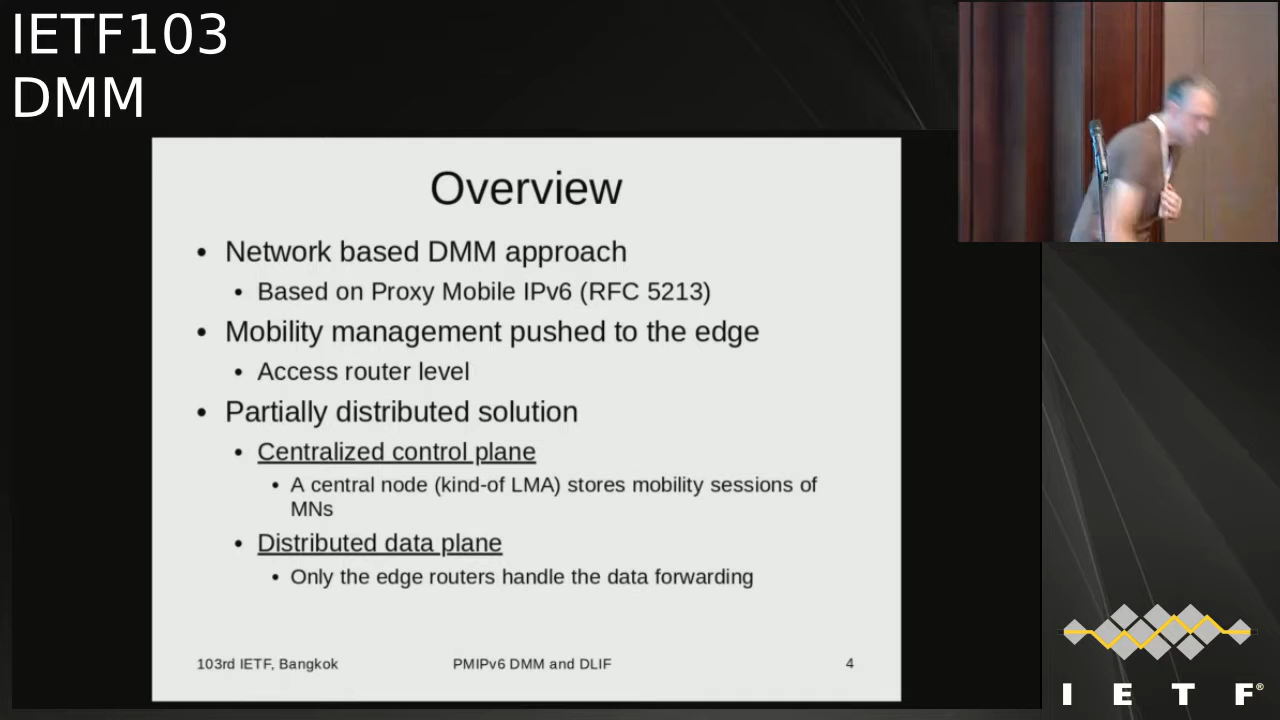 IETF103
DMM
Overview
• Network based DMM approach
• Based on Proxy Mobile IPv6 (RFC 5213)
• Mobility management pushed to the edge
• Access router level
• Partially distributed solution
• Centralized control plane
• A central node (kind-of LMA) stores mobility sessions of
MNs
• Distributed data plane
• Only the edge routers handle the data forwarding
103rd IETF, Bangkok PMIPv6 DMM and DLIF 4
I E T F®